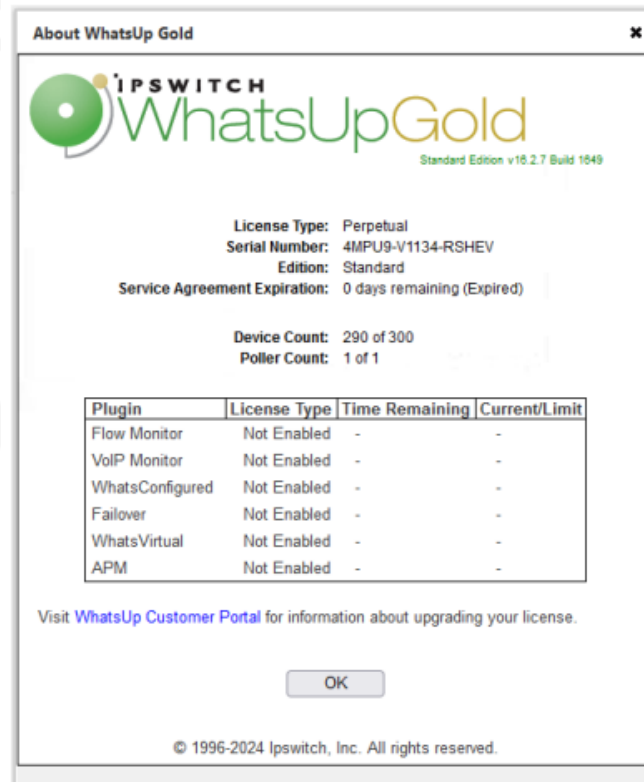 About WhatsUp Gold
IPSWITCH
WhatsUpGold
Standard Edition v16.2.7 Build 1649
License Type: Perpetual
Serial Number: 4MPU9-V1134-RSHEV
Edition: Standard
Service Agreement Expiration: 0 days remaining (Expired)
Device Count: 290 of 300
Poller Count: 1 of 1
Plugin License Type Time Remaining Current/Limit
Flow Monitor Not Enabled - -
VoIP Monitor Not Enabled - -
WhatsConfigured Not Enabled - -
Failover Not Enabled - -
WhatsVirtual Not Enabled - -
APM Not Enabled - -
Visit WhatsUp Customer Portal for information about upgrading your license.
OK
© 1996-2024 Ipswitch, Inc. All rights reserved.